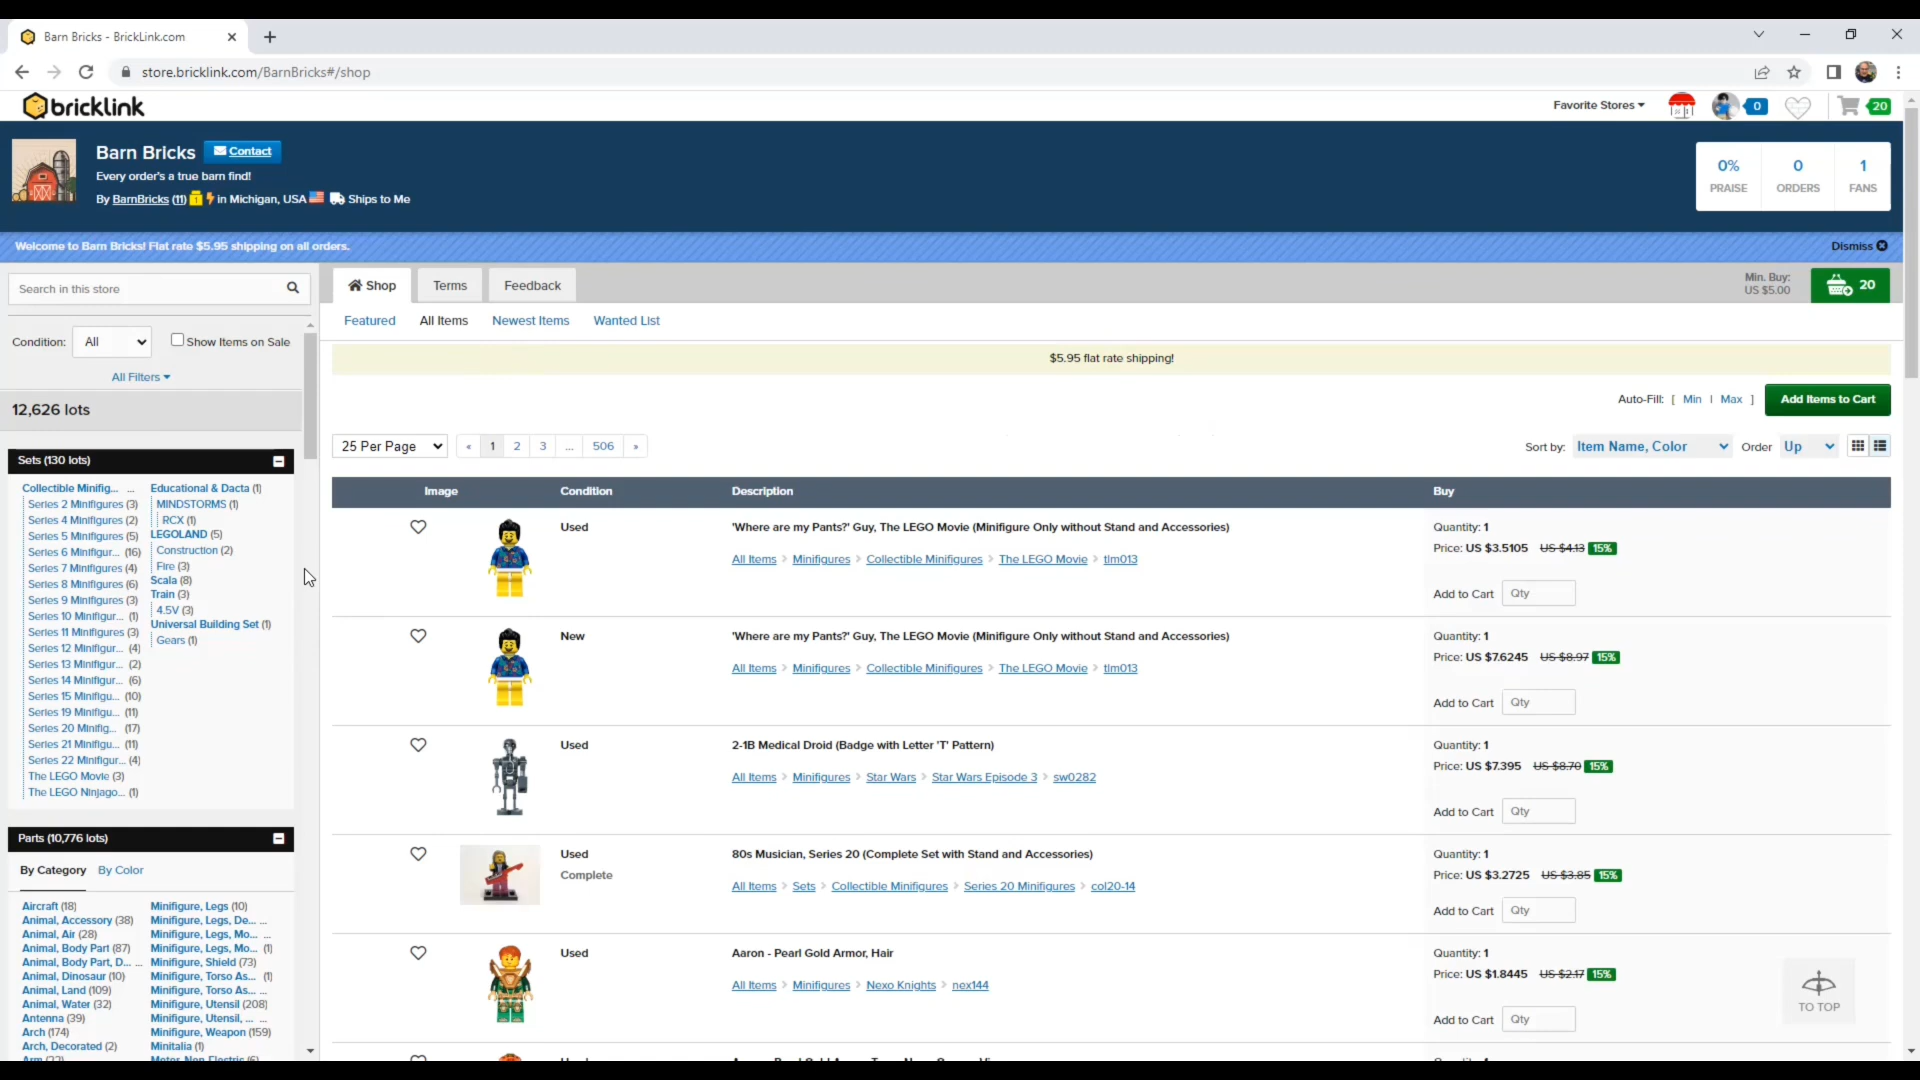 Barn Bricks - BrickLink.com
store.bricklink.com/BarnBricks#/shop
bricklink
Favorite Stores
0
20
Barn Bricks
Contact
Every order's a true barn find!
By BarnBricks (11) in Michigan, USA Ships to Me
0% 0 1
PRAISE ORDERS FANS
Welcome to Barn Bricks! Flat rate $5.95 shipping on all orders.
Dismiss
Search in this store
Shop Terms Feedback
Min. Buy:
US $5.00
20
Featured All Items Newest Items Wanted List
Condition: All Show Items on Sale
All Filters
12,626 lots
$5.95 flat rate shipping!
Auto-Fill: [ Min | Max ] Add Items to Cart
25 Per Page « 1 2 3 ... 506 »
Sort by: Item Name, Color Order Up
Sets (130 lots)
Collectible Minifig... ...
Series 2 Minifigures (3)
Series 4 Minifigures (2)
Series 5 Minifigures (5)
Series 6 Minifigur... (16)
Series 7 Minifigures (4)
Series 8 Minifigures (6)
Series 9 Minifigures (3)
Series 10 Minifigur... (1)
Series 11 Minifigures (3)
Series 12 Minifigur... (4)
Series 13 Minifigur... (2)
Series 14 Minifigur... (6)
Series 15 Minifigu... (10)
Series 19 Minifigu... (11)
Series 20 Minifig... (17)
Series 21 Minifigu... (11)
Series 22 Minifigur... (4)
The LEGO Movie (3)
The LEGO Ninjago... (1)
Educational & Dacta (1)
MINDSTORMS (1)
RCX (1)
LEGOLAND (5)
Construction (2)
Fire (3)
Scala (8)
Train (3)
4.5V (3)
Universal Building Set (1)
Gears (1)
Parts (10,776 lots)
By Category By Color
Aircraft (18)
Animal, Accessory (38)
Animal, Air (28)
Animal, Body Part (87)
Animal, Body Part, D... ...
Animal, Dinosaur (10)
Animal, Land (109)
Animal, Water (32)
Antenna (39)
Arch (174)
Arch, Decorated (2)
Minifigure, Legs (10)
Minifigure, Legs, De... ...
Minifigure, Legs, Mo... ...
Minifigure, Legs, Mo... (1)
Minifigure, Shield (73)
Minifigure, Torso As... (1)
Minifigure, Torso As... ...
Minifigure, Utensil (208)
Minifigure, Utensil, ... ...
Minifigure, Weapon (159)
Minitalia (1)
Image Condition Description Buy
Used
'Where are my Pants?' Guy, The LEGO Movie (Minifigure Only without Stand and Accessories)
All Items > Minifigures > Collectible Minifigures > The LEGO Movie > tlm013
Quantity: 1
Price: US $3.5105 US $4.13 15%
Add to Cart Qty
New
'Where are my Pants?' Guy, The LEGO Movie (Minifigure Only without Stand and Accessories)
All Items > Minifigures > Collectible Minifigures > The LEGO Movie > tlm013
Quantity: 1
Price: US $7.6245 US $8.97 15%
Add to Cart Qty
Used
2-1B Medical Droid (Badge with Letter 'T' Pattern)
All Items > Minifigures > Star Wars > Star Wars Episode 3 > sw0282
Quantity: 1
Price: US $7.395 US $8.70 15%
Add to Cart Qty
Used
Complete
80s Musician, Series 20 (Complete Set with Stand and Accessories)
All Items > Sets > Collectible Minifigures > Series 20 Minifigures > col20-14
Quantity: 1
Price: US $3.2725 US $3.85 15%
Add to Cart Qty
Used
Aaron - Pearl Gold Armor, Hair
All Items > Minifigures > Nexo Knights > nex144
Quantity: 1
Price: US $1.8445 US $2.17 15%
Add to Cart Qty
TO TOP